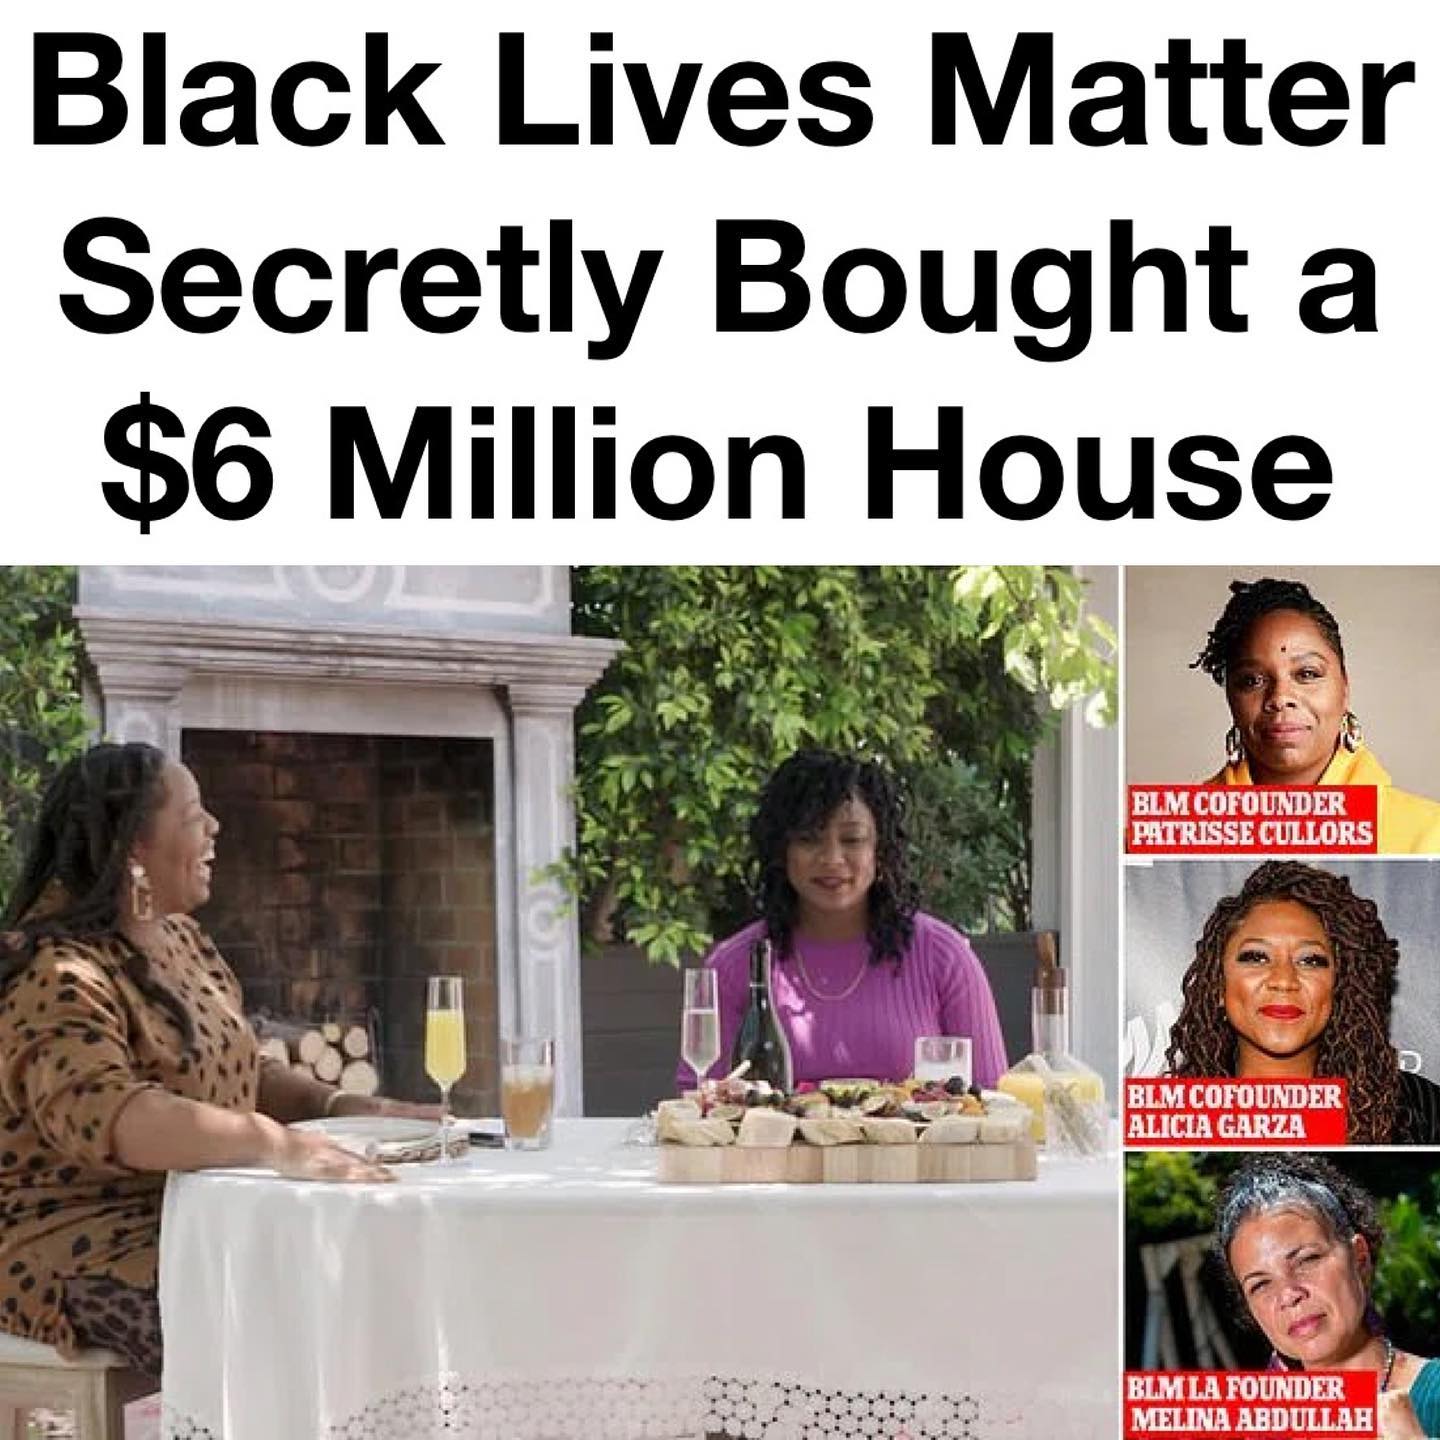 Black Lives Matter
Secretly Bought a
$6 Million House
BLM COFOUNDER
PATRISSE CULLORS
BLM COFOUNDER
ALICIA GARZA
BLM LA FOUNDER
MELINA ABDULLAH